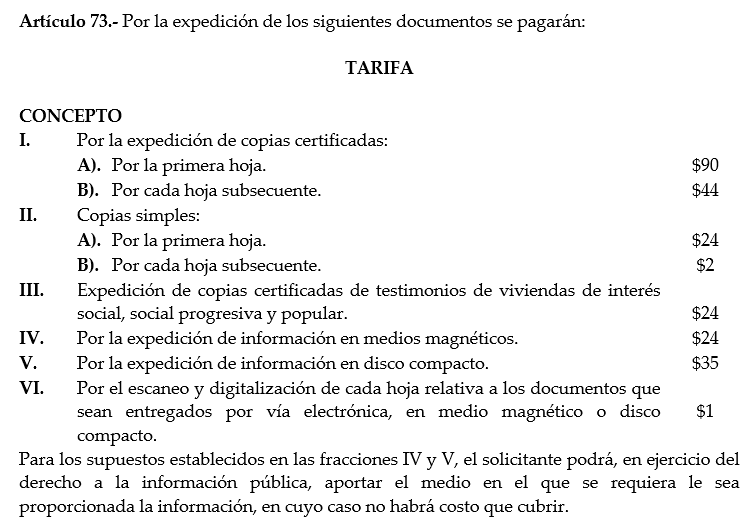 Artículo 73.- Por la expedición de los siguientes documentos se pagarán:
TARIFA
CONCEPTO
I. Por la expedición de copias certificadas:
A). Por la primera hoja. $90
B). Por cada hoja subsecuente. $44
II. Copias simples:
A). Por la primera hoja. $24
B). Por cada hoja subsecuente. $2
III. Expedición de copias certificadas de testimonios de viviendas de interés
social, social progresiva y popular. $24
IV. Por la expedición de información en medios magnéticos. $24
V. Por la expedición de información en disco compacto. $35
VI. Por el escaneo y digitalización de cada hoja relativa a los documentos que
sean entregados por vía electrónica, en medio magnético o disco $1
compacto.
Para los supuestos establecidos en las fracciones IV y V, el solicitante podrá, en ejercicio del
derecho a la información pública, aportar el medio en el que se requiera le sea
proporcionada la información, en cuyo caso no habrá costo que cubrir.